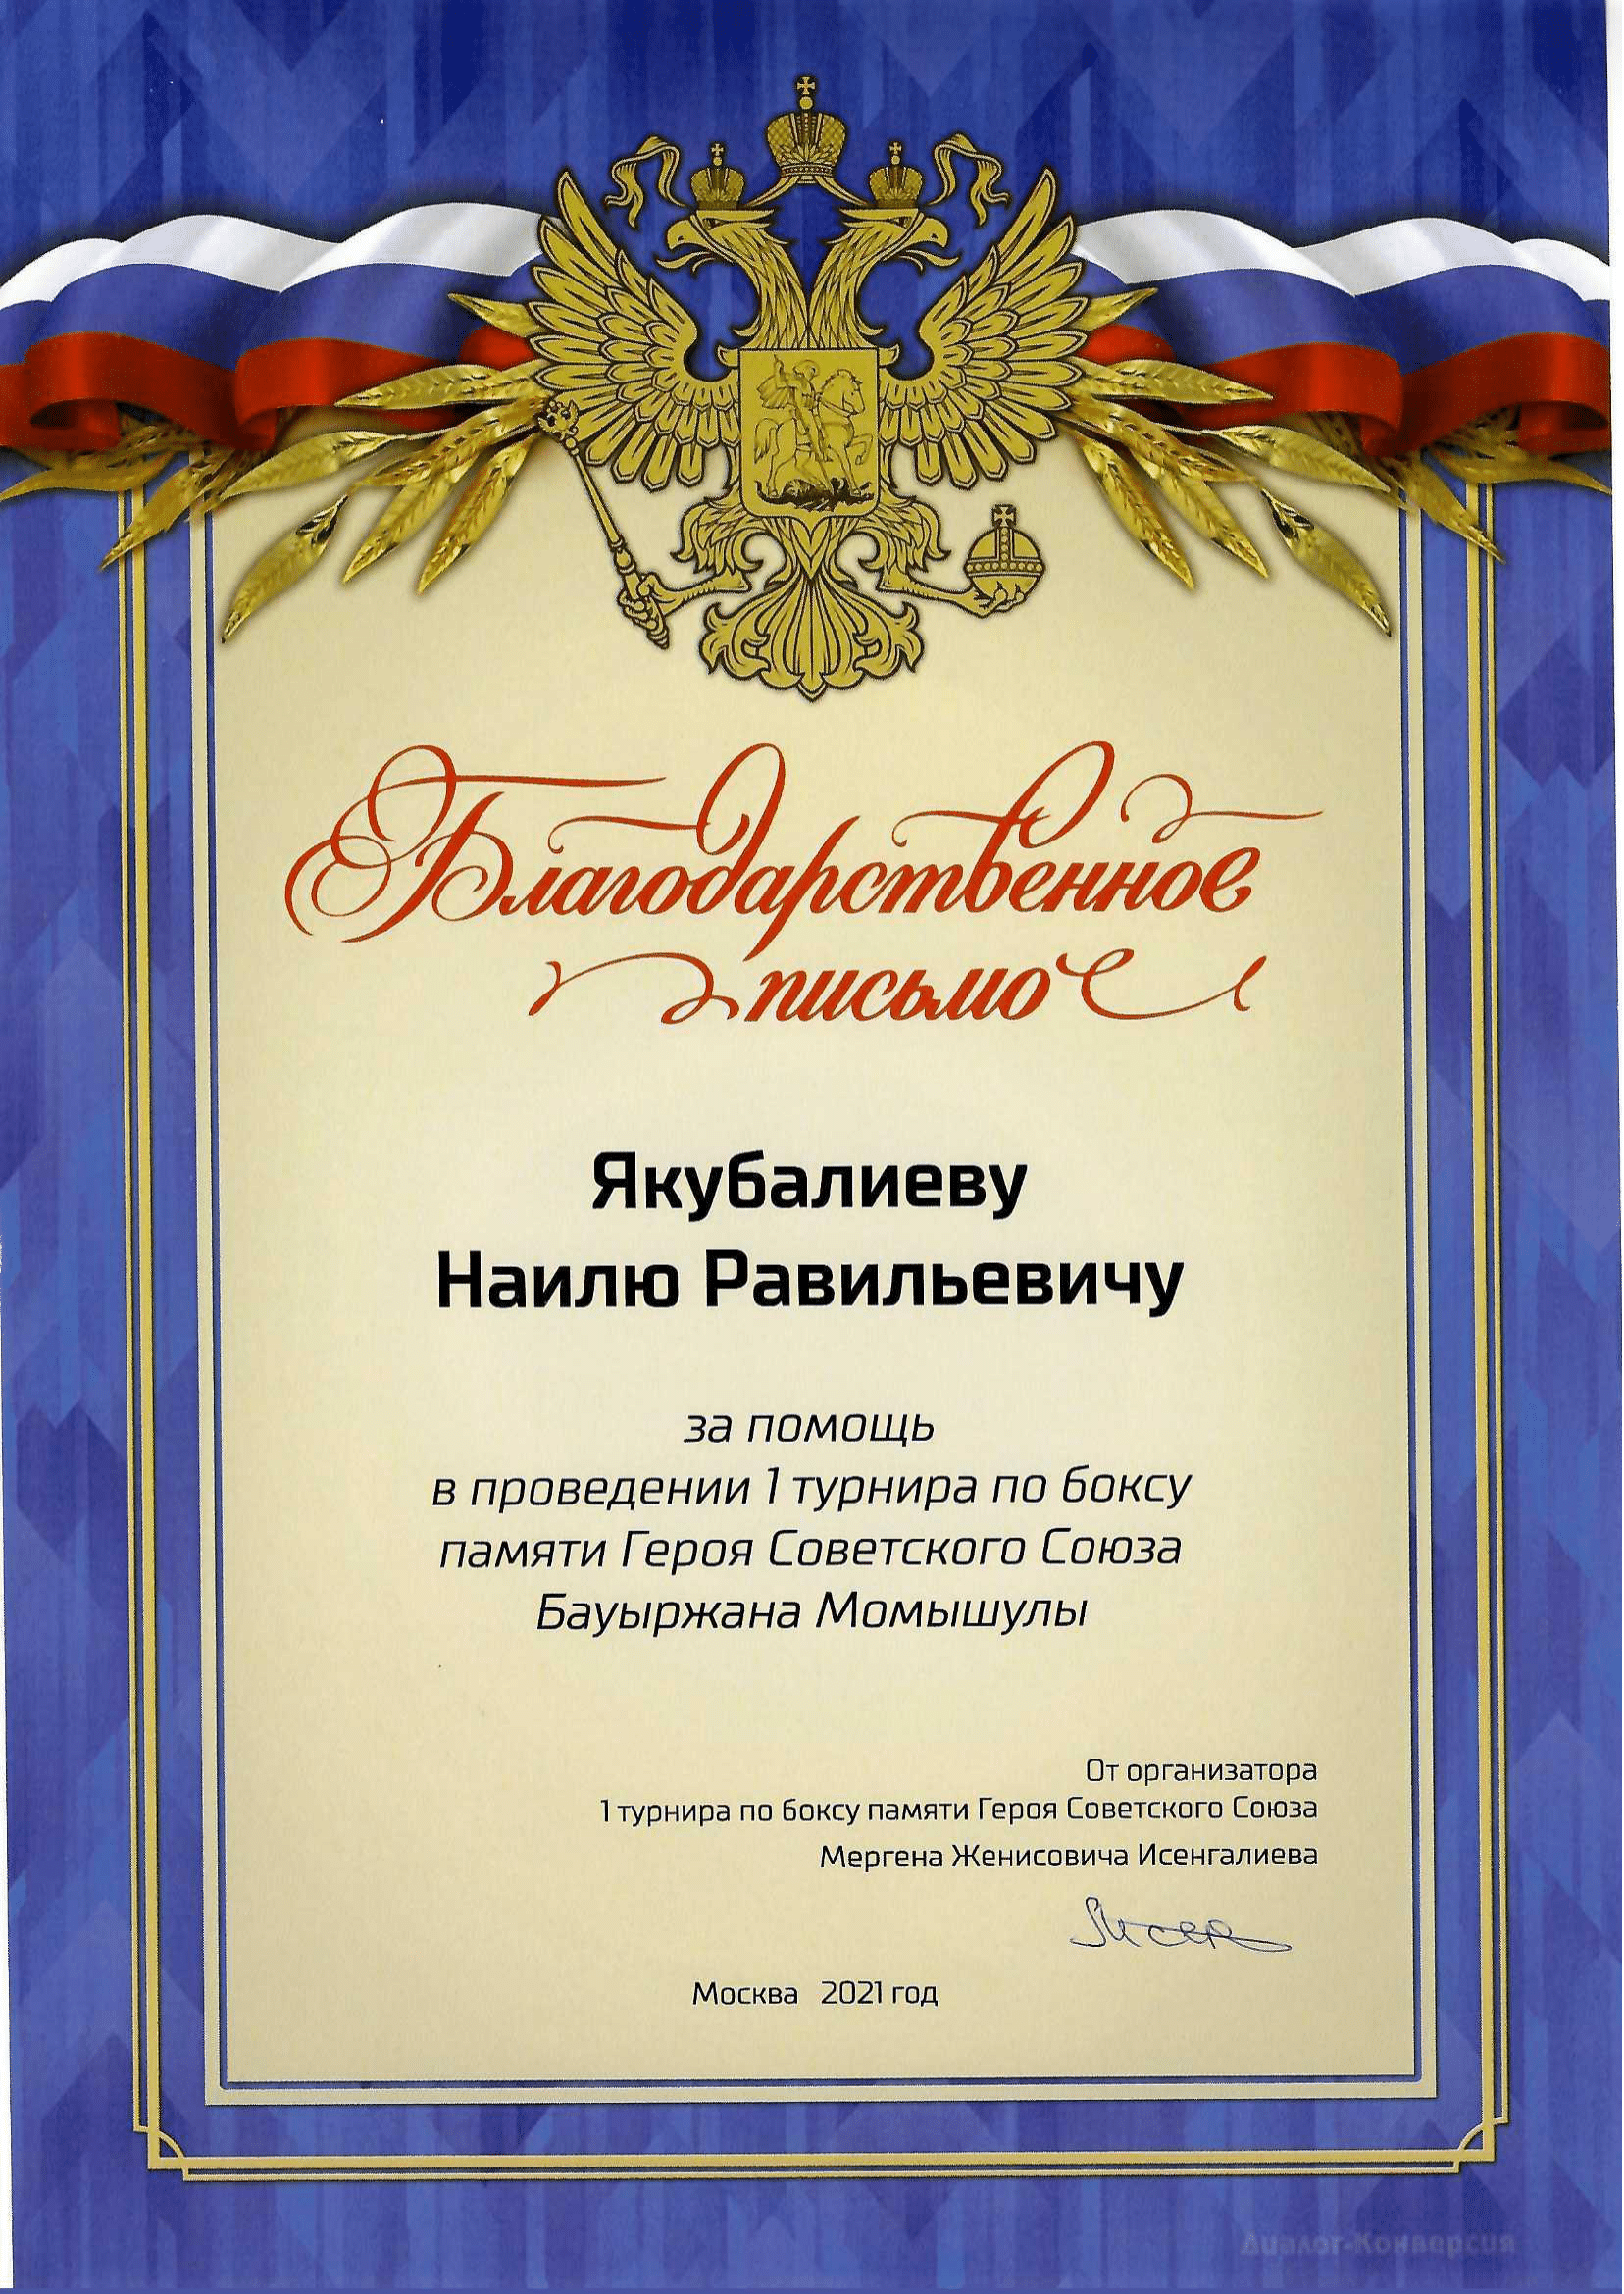 Благодарственное
письмо
Якубалиеву
Наилю Равильевичу
за помощь
в проведении 1 турнира по боксу
памяти Героя Советского Союза
Бауыржана Момышулы
От организатора
1 турнира по боксу памяти Героя Советского Союза
Мергена Женисовича Исенгалиева
Москва 2021 год
Диалог-Конверсия